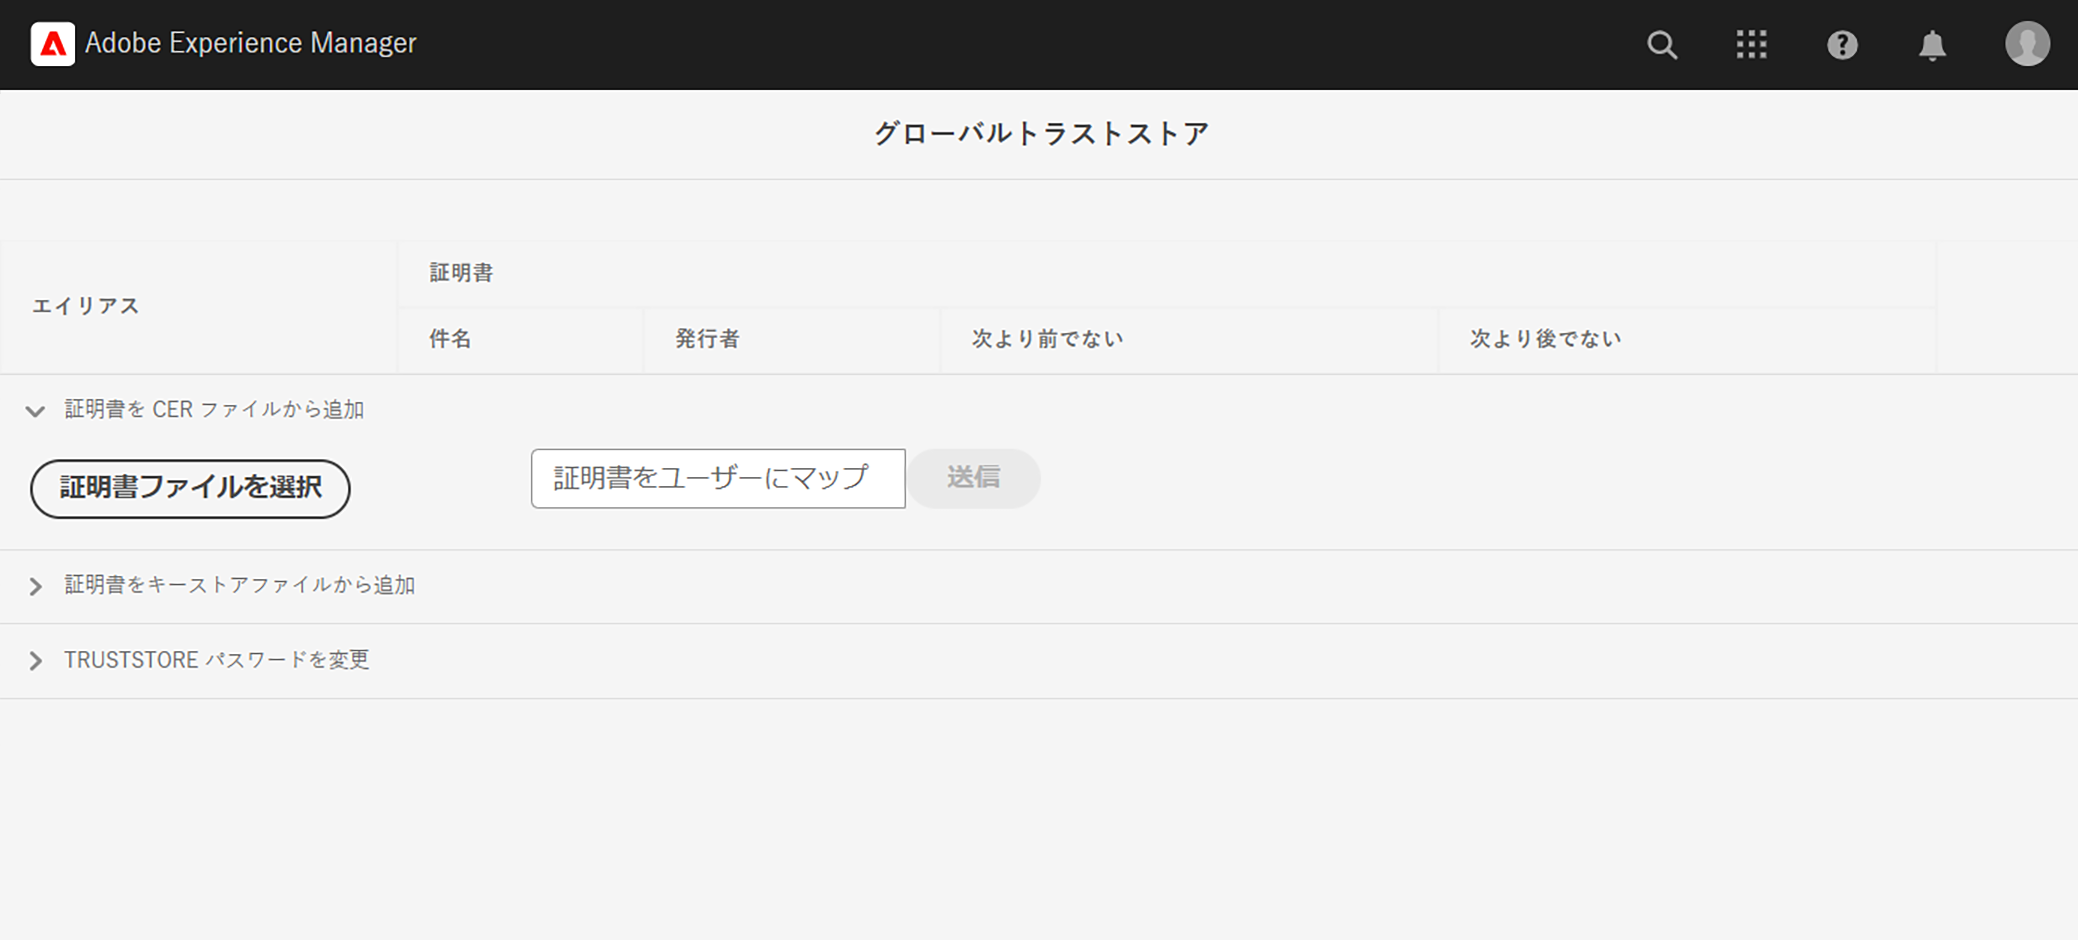 Adobe Experience Manager
グローバルトラストストア
証明書
エイリアス
件名 発行者 次より前でない 次より後でない
証明書を CER ファイルから追加
証明書ファイルを選択 証明書をユーザーにマップ 送信
証明書をキーストアファイルから追加
TRUSTSTORE パスワードを変更